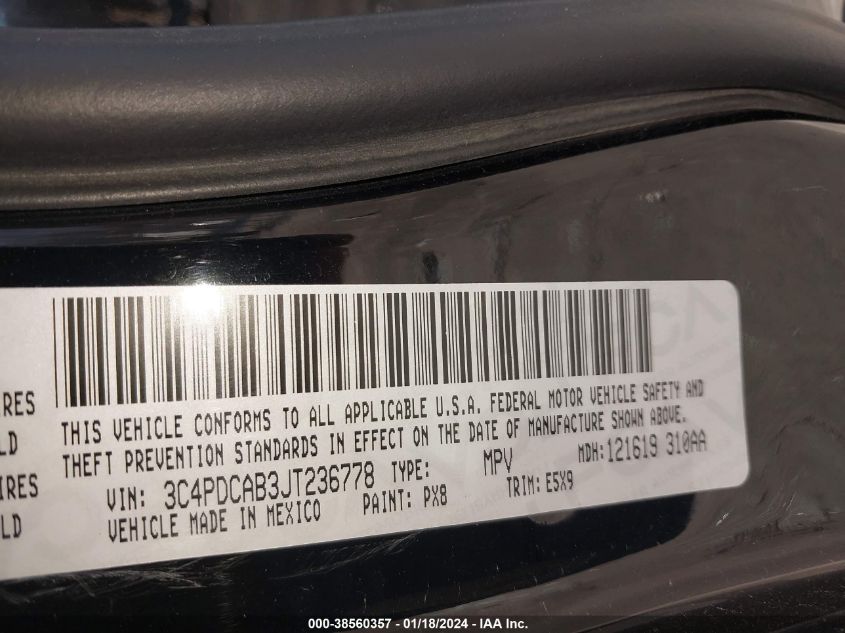 IRES
THIS VEHICLE CONFORMS TO ALL APPLICABLE U.S.A. FEDERAL MOTOR VEHICLE SAFETY AND
LD
THEFT PREVENTION STANDARDS IN EFFECT ON THE DATE OF MANUFACTURE SHOWN ABOVE.
IRES
VIN: 3C4PDCAB3JT236778 TYPE: MPV MDH:121619 310AA
LD
VEHICLE MADE IN MEXICO PAINT: PX8 TRIM:E5X9
000-38560357 - 01/18/2024 - IAA Inc.